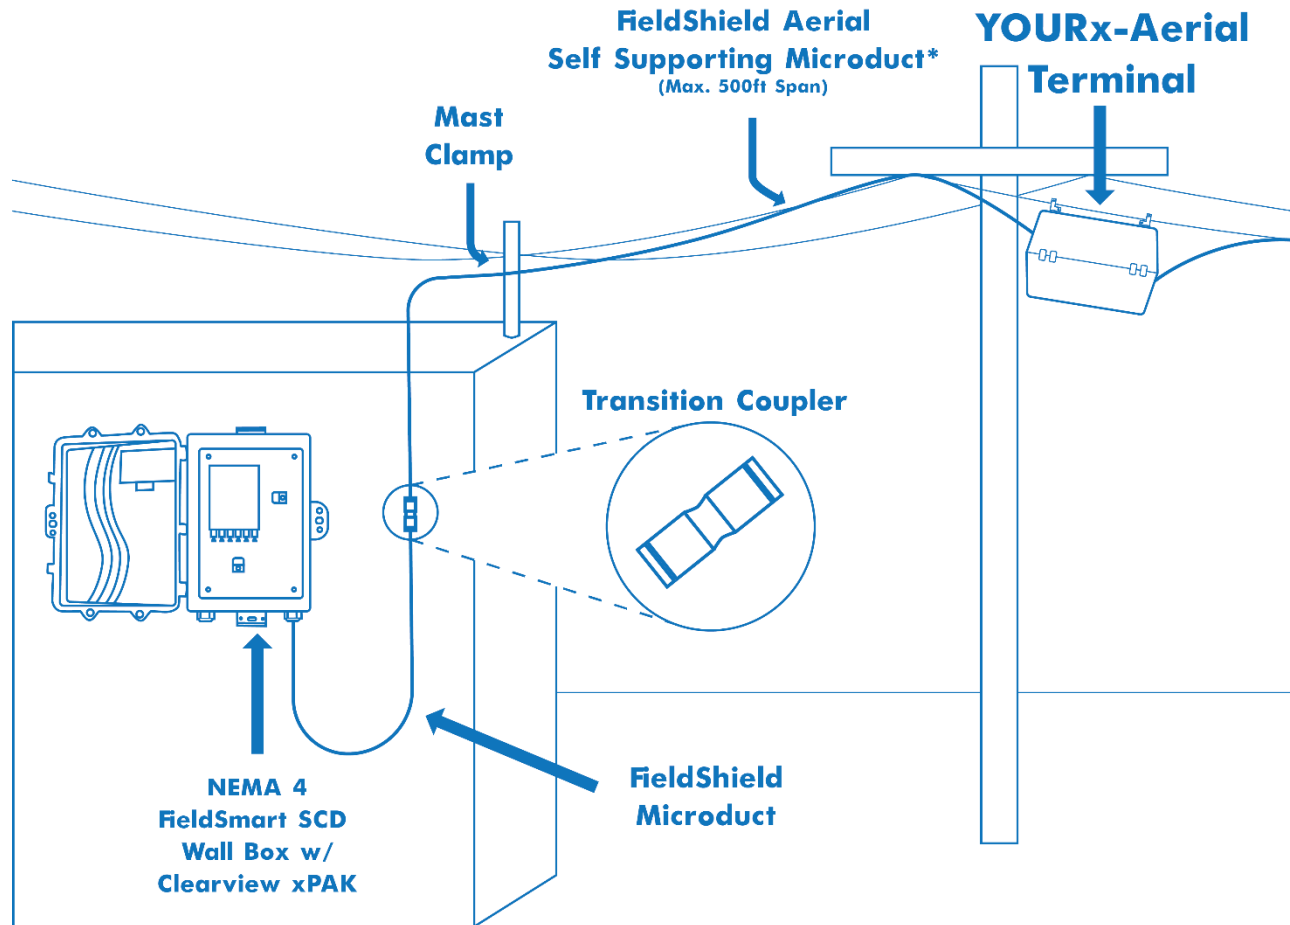 FieldShield Aerial
Self Supporting Microduct*
(Max. 500ft Span)
YOURx-Aerial
Terminal
Mast
Clamp
Transition Coupler
FieldShield
Microduct
NEMA 4
FieldSmart SCD
Wall Box w/
Clearview xPAK